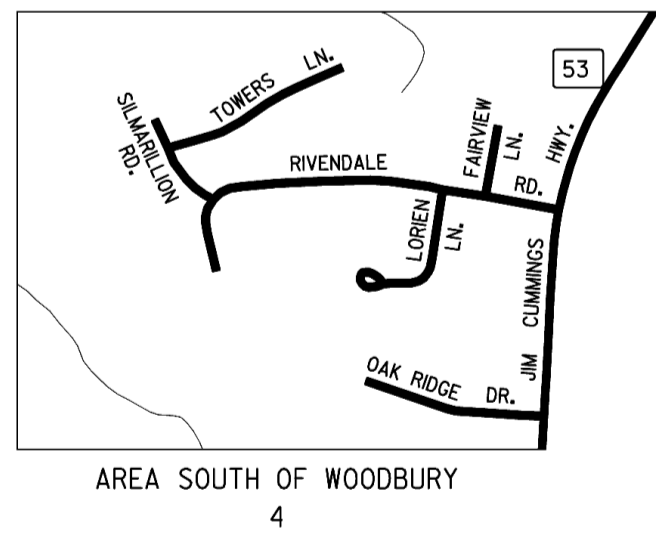 TOWERS LN.
53
SILMARILLION RD.
RIVENDALE RD.
FAIRVIEW LN.
LORIEN LN.
JIM CUMMINGS HWY.
OAK RIDGE DR.
AREA SOUTH OF WOODBURY
4